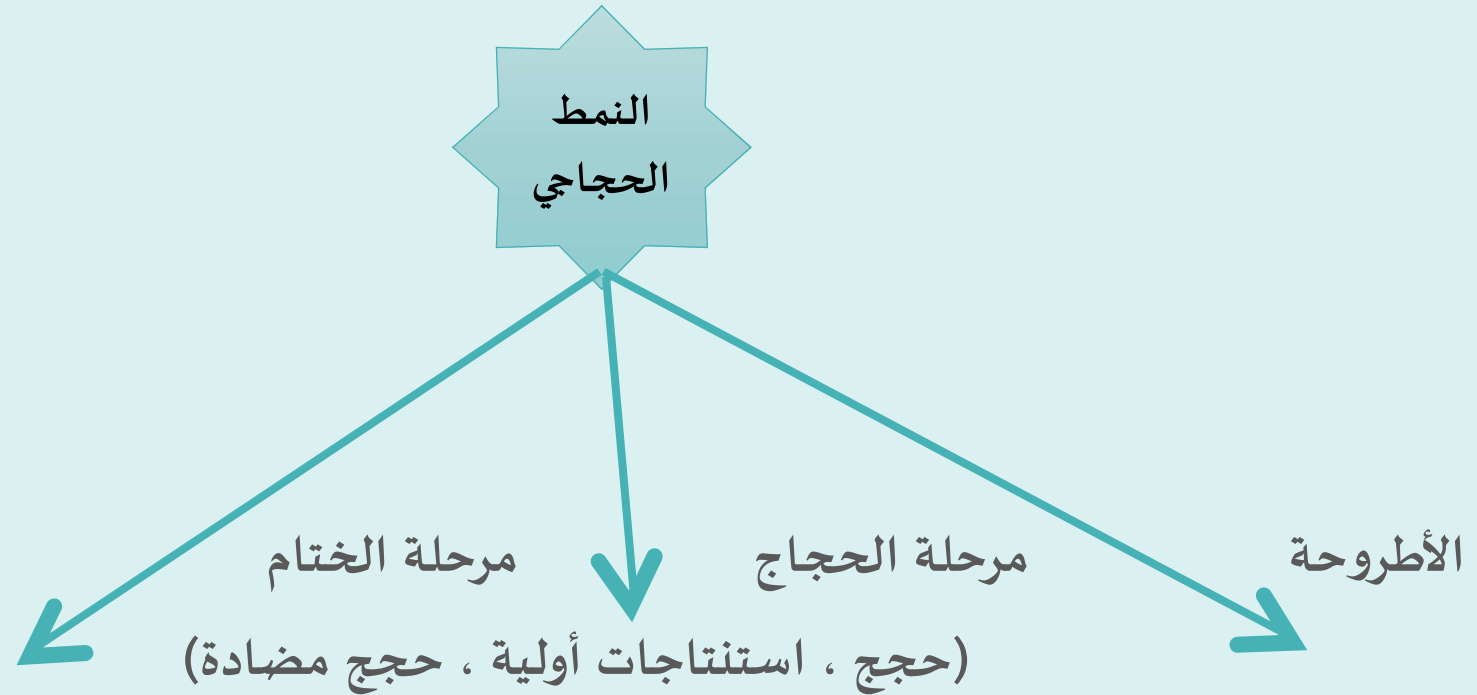 النمط
الحجاجي
الأطروحة مرحلة الحجاج مرحلة الختام
(حجج ، استنتاجات أولية ، حجج مضادة)